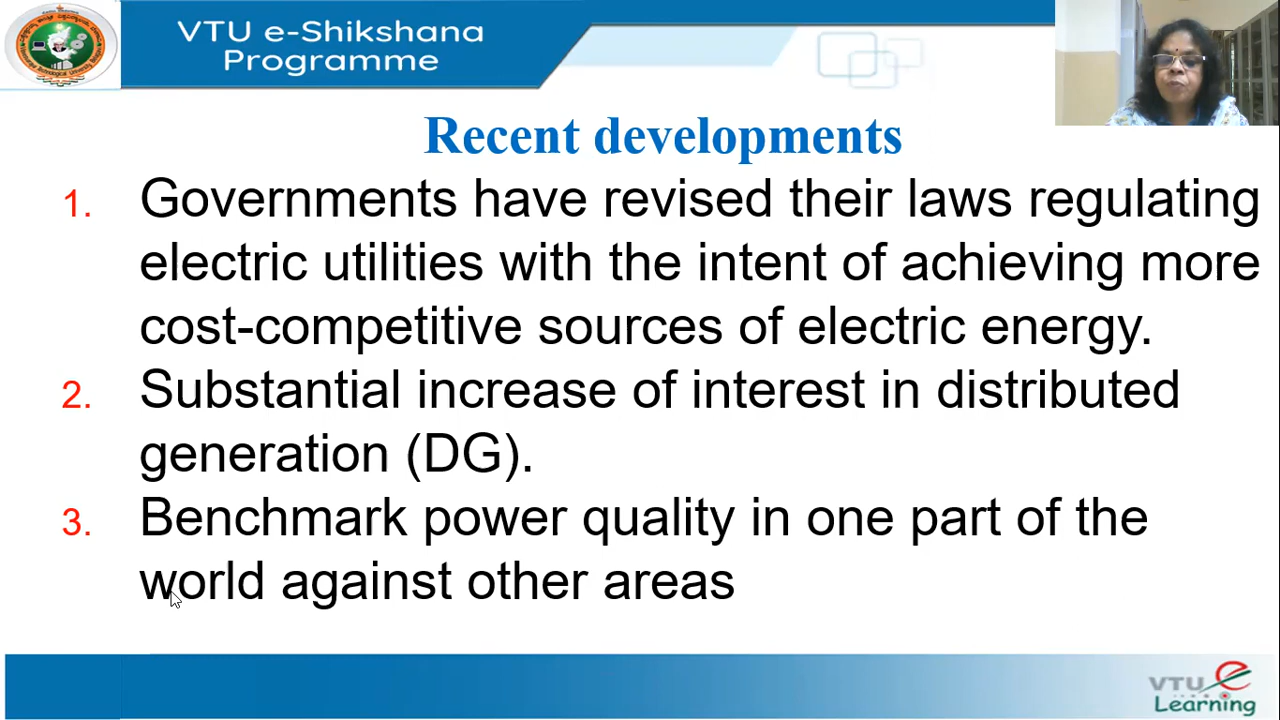 VTU e-Shikshana
Programme
Recent developments
1. Governments have revised their laws regulating
electric utilities with the intent of achieving more
cost-competitive sources of electric energy.
2. Substantial increase of interest in distributed
generation (DG).
3. Benchmark power quality in one part of the
world against other areas
VTU e
Learning